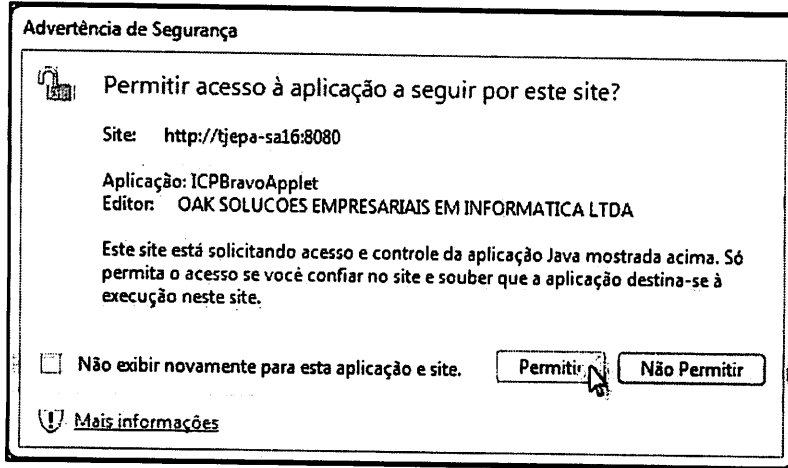 Advertência de Segurança
Permitir acesso à aplicação a seguir por este site?
Site: http://tjepa-sa16:8080
Aplicação: ICPBravoApplet
Editor: OAK SOLUCOES EMPRESARIAIS EM INFORMATICA LTDA
Este site está solicitando acesso e controle da aplicação Java mostrada acima. Só
permita o acesso se você confiar no site e souber que a aplicação destina-se à
execução neste site.
Não exibir novamente para esta aplicação e site.
Permitir
Não Permitir
Mais informações